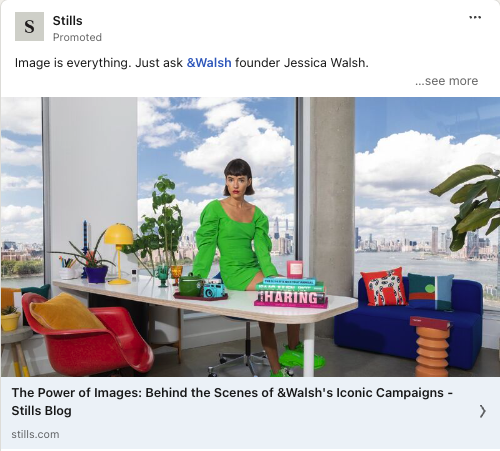 S
Stills
Promoted
Image is everything. Just ask &Walsh founder Jessica Walsh.
...see more
SHARING
The Power of Images: Behind the Scenes of &Walsh's Iconic Campaigns -
Stills Blog
stills.com